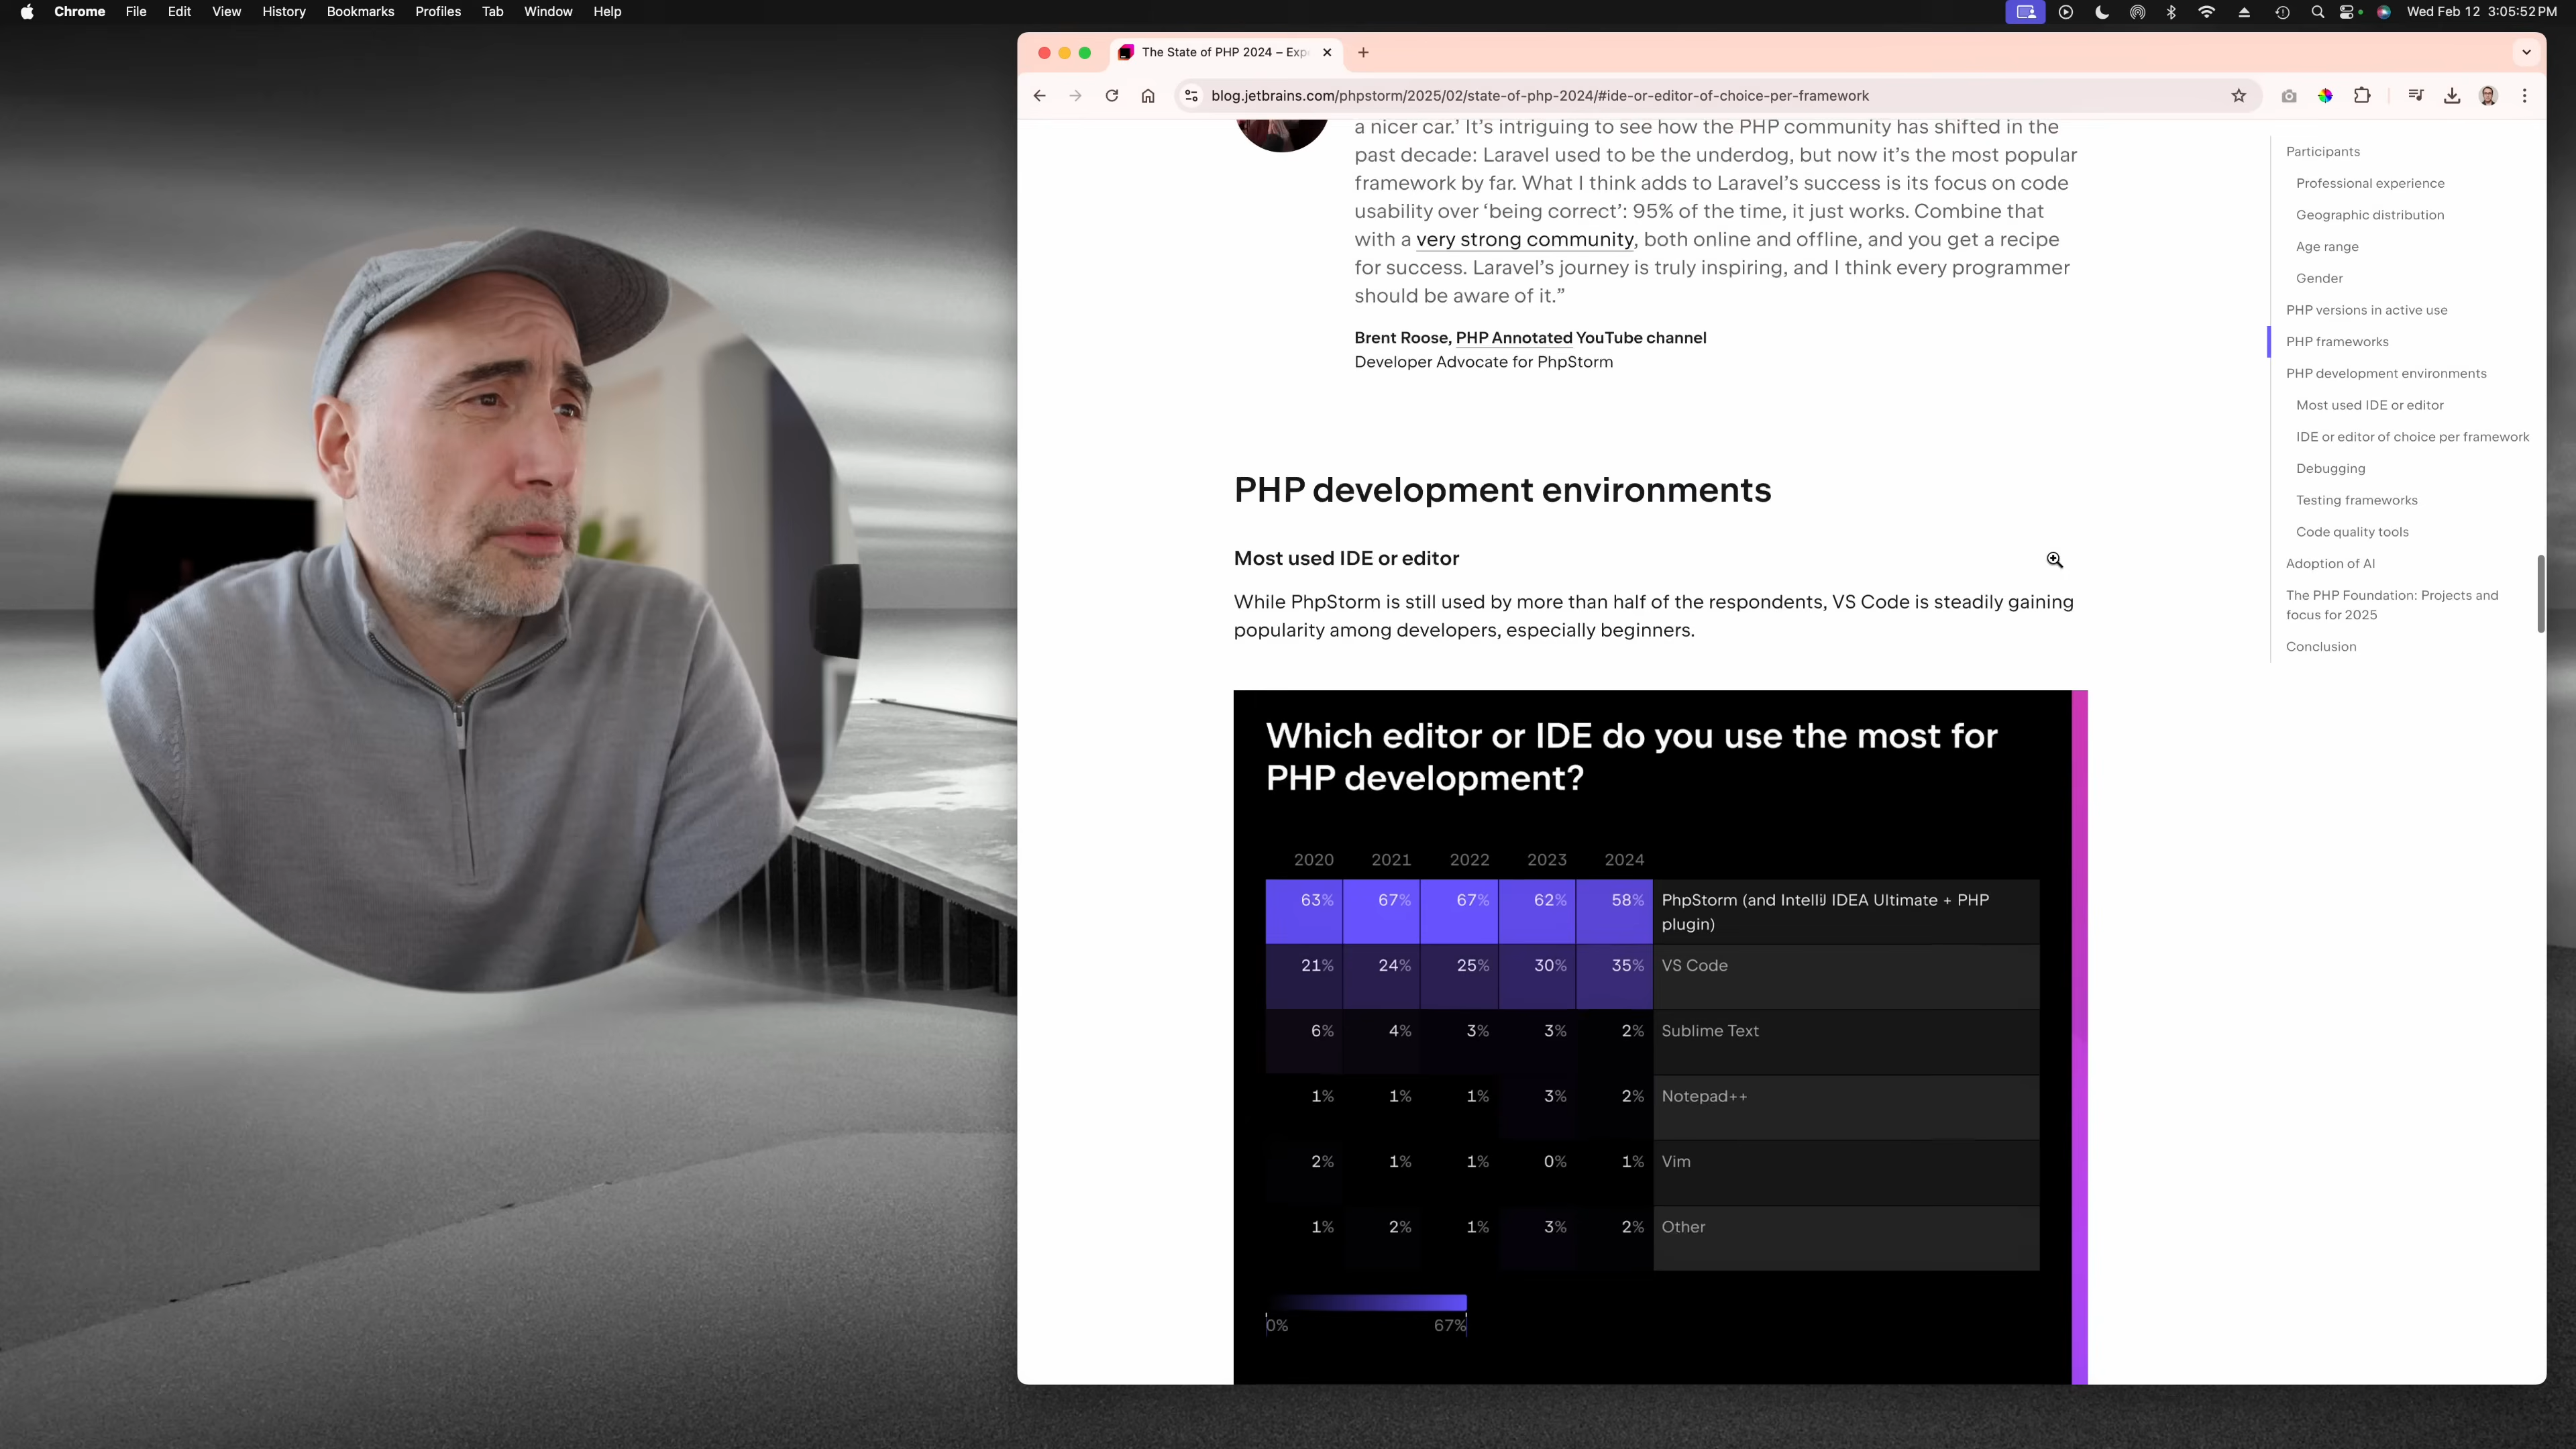 Chrome File Edit View History Bookmarks Profiles Tab Window Help
Wed Feb 12 3:05:52 PM
The State of PHP 2024 – Exp
blog.jetbrains.com/phpstorm/2025/02/state-of-php-2024/#ide-or-editor-of-choice-per-framework
a nicer car.’ It’s intriguing to see how the PHP community has shifted in the
past decade: Laravel used to be the underdog, but now it’s the most popular
framework by far. What I think adds to Laravel’s success is its focus on code
usability over ‘being correct’: 95% of the time, it just works. Combine that
with a very strong community, both online and offline, and you get a recipe
for success. Laravel’s journey is truly inspiring, and I think every programmer
should be aware of it.”
Brent Roose, PHP Annotated YouTube channel
Developer Advocate for PhpStorm
PHP development environments
Most used IDE or editor
While PhpStorm is still used by more than half of the respondents, VS Code is steadily gaining
popularity among developers, especially beginners.
Which editor or IDE do you use the most for
PHP development?
2020 2021 2022 2023 2024
63% 67% 67% 62% 58% PhpStorm (and IntelliJ IDEA Ultimate + PHP
plugin)
21% 24% 25% 30% 35% VS Code
6% 4% 3% 3% 2% Sublime Text
1% 1% 1% 3% 2% Notepad++
2% 1% 1% 0% 1% Vim
1% 2% 1% 3% 2% Other
0% 67%
Participants
Professional experience
Geographic distribution
Age range
Gender
PHP versions in active use
PHP frameworks
PHP development environments
Most used IDE or editor
IDE or editor of choice per framework
Debugging
Testing frameworks
Code quality tools
Adoption of AI
The PHP Foundation: Projects and
focus for 2025
Conclusion